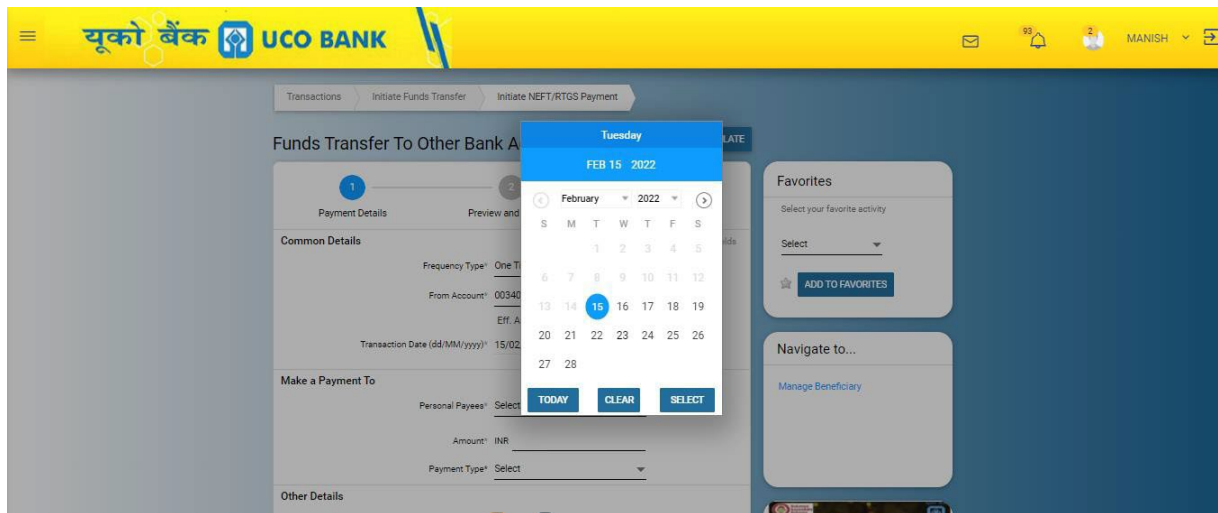 यूको बैंक UCO BANK
93
2
MANISH
Transactions Initiate Funds Transfer Initiate NEFT/RTGS Payment
Funds Transfer To Other Bank A
LATE
1
2
Payment Details
Preview and
Common Details
lds
Frequency Type* One Ti
From Account* 00340
Eff. A
Transaction Date (dd/MM/yyyy)* 15/02
Make a Payment To
Personal Payees* Select
Amount* INR
Payment Type* Select
Other Details
Tuesday
FEB 15 2022
February 2022
S M T W T F S
1 2 3 4 5
6 7 8 9 10 11 12
13 14 15 16 17 18 19
20 21 22 23 24 25 26
27 28
TODAY CLEAR SELECT
Favorites
Select your favorite activity
Select
ADD TO FAVORITES
Navigate to...
Manage Beneficiary